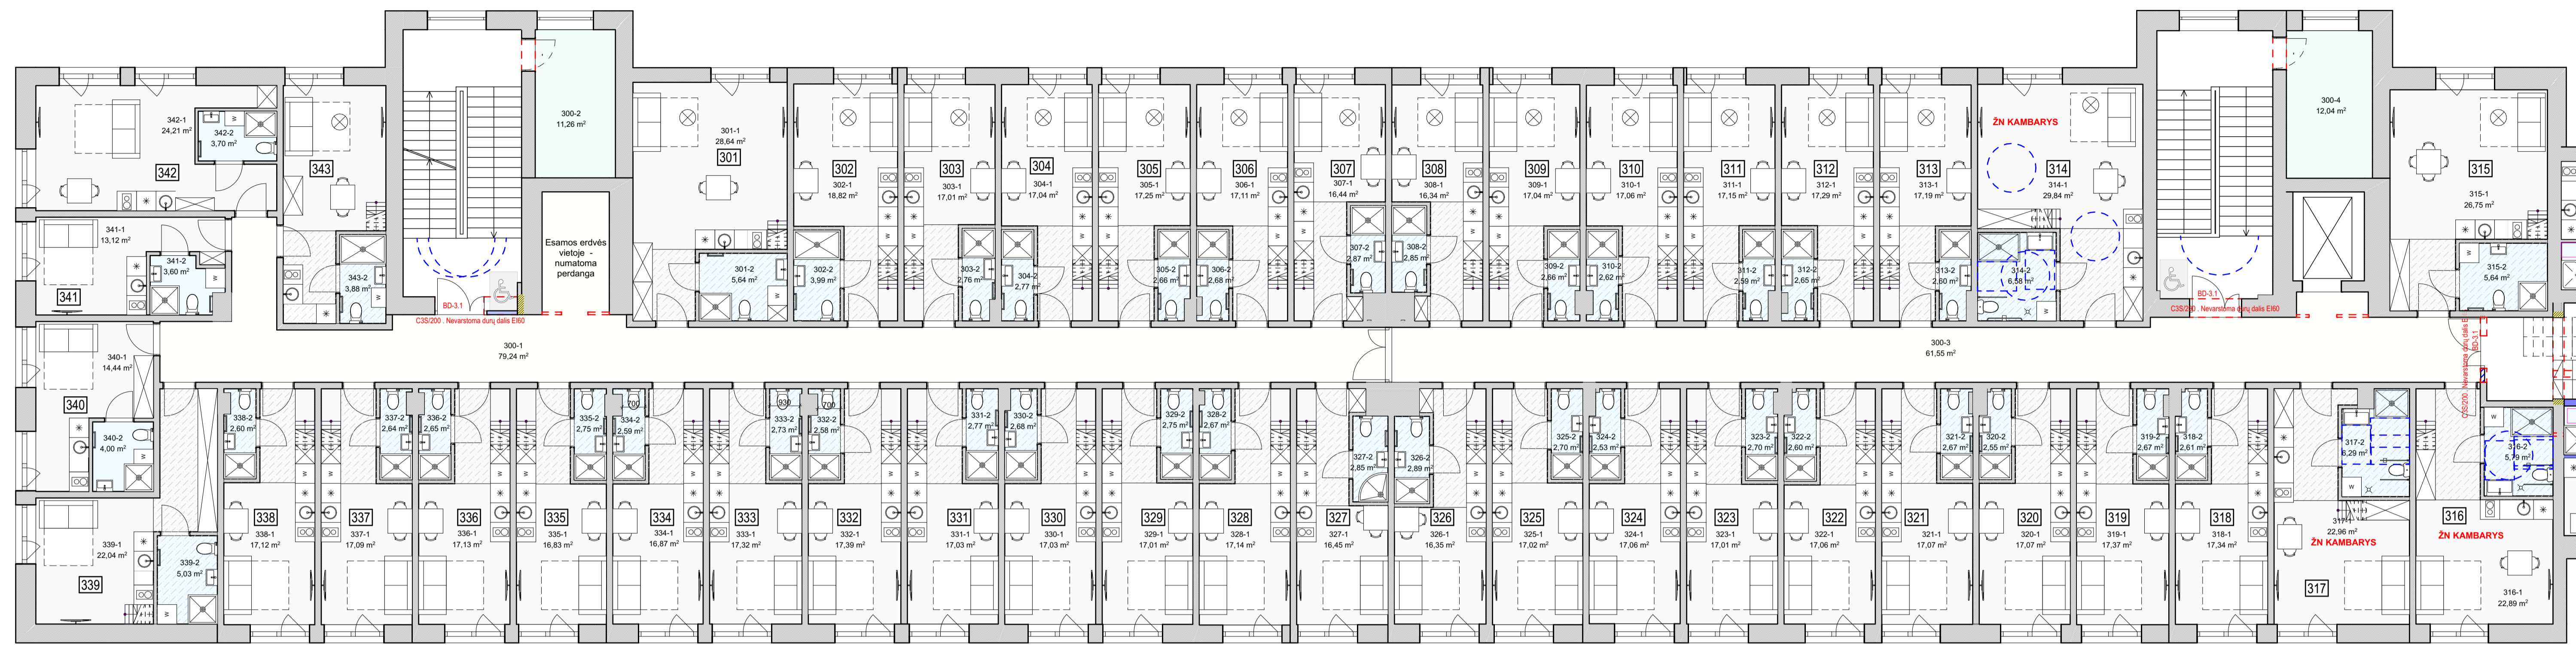 342-1
24,21 m²
342
342-2
3,70 m²
343
343-2
3,88 m²
341-1
13,12 m²
341
341-2
3,60 m²
340-1
14,44 m²
340
340-2
4,00 m²
339-1
22,04 m²
339
339-2
5,03 m²
300-2
11,26 m²
Esamos erdvės
vietoje -
numatoma
perdanga
BD-3.1
C3S/200 . Nevarstoma durų dalis EI60
301-1
28,64 m²
301
301-2
5,64 m²
302
302-1
18,82 m²
302-2
3,99 m²
303
303-1
17,01 m²
303-2
2,76 m²
304
304-1
17,04 m²
304-2
2,77 m²
305
305-1
17,25 m²
305-2
2,66 m²
306
306-1
17,11 m²
306-2
2,68 m²
307
307-1
16,44 m²
307-2
2,87 m²
308
308-1
16,34 m²
308-2
2,85 m²
309
309-1
17,04 m²
309-2
2,66 m²
310
310-1
17,06 m²
310-2
2,62 m²
311
311-1
17,15 m²
311-2
2,59 m²
312
312-1
17,29 m²
312-2
2,65 m²
313
313-1
17,19 m²
313-2
2,60 m²
ŽN KAMBARYS
314
314-1
29,84 m²
314-2
6,58 m²
300-4
12,04 m²
BD-3.1
C3S/200 . Nevarstoma durų dalis EI60
315
315-1
26,75 m²
315-2
5,64 m²
300-1
79,24 m²
300-3
61,55 m²
BD-3.1
338-2
2,60 m²
338
338-1
17,12 m²
337-2
2,64 m²
337
337-1
17,09 m²
336-2
2,65 m²
336
336-1
17,13 m²
335-2
2,75 m²
335
335-1
16,83 m²
700
334-2
2,59 m²
334
334-1
16,87 m²
930
333-2
2,73 m²
333
333-1
17,32 m²
700
332-2
2,58 m²
332
332-1
17,39 m²
331-2
2,77 m²
331
331-1
17,03 m²
330-2
2,68 m²
330
330-1
17,03 m²
329-2
2,75 m²
329
329-1
17,01 m²
328-2
2,67 m²
328
328-1
17,14 m²
327-2
2,85 m²
327
327-1
16,45 m²
326-2
2,89 m²
326
326-1
16,35 m²
325-2
2,70 m²
325
325-1
17,02 m²
324-2
2,53 m²
324
324-1
17,06 m²
323-2
2,70 m²
323
323-1
17,01 m²
322-2
2,60 m²
322
322-1
17,06 m²
321-2
2,67 m²
321
321-1
17,07 m²
320-2
2,55 m²
320
320-1
17,07 m²
319-2
2,67 m²
319
319-1
17,37 m²
318-2
2,61 m²
318
318-1
17,34 m²
317-2
6,29 m²
317-1
22,96 m²
ŽN KAMBARYS
317
316-2
5,79 m²
316
ŽN KAMBARYS
316-1
22,89 m²